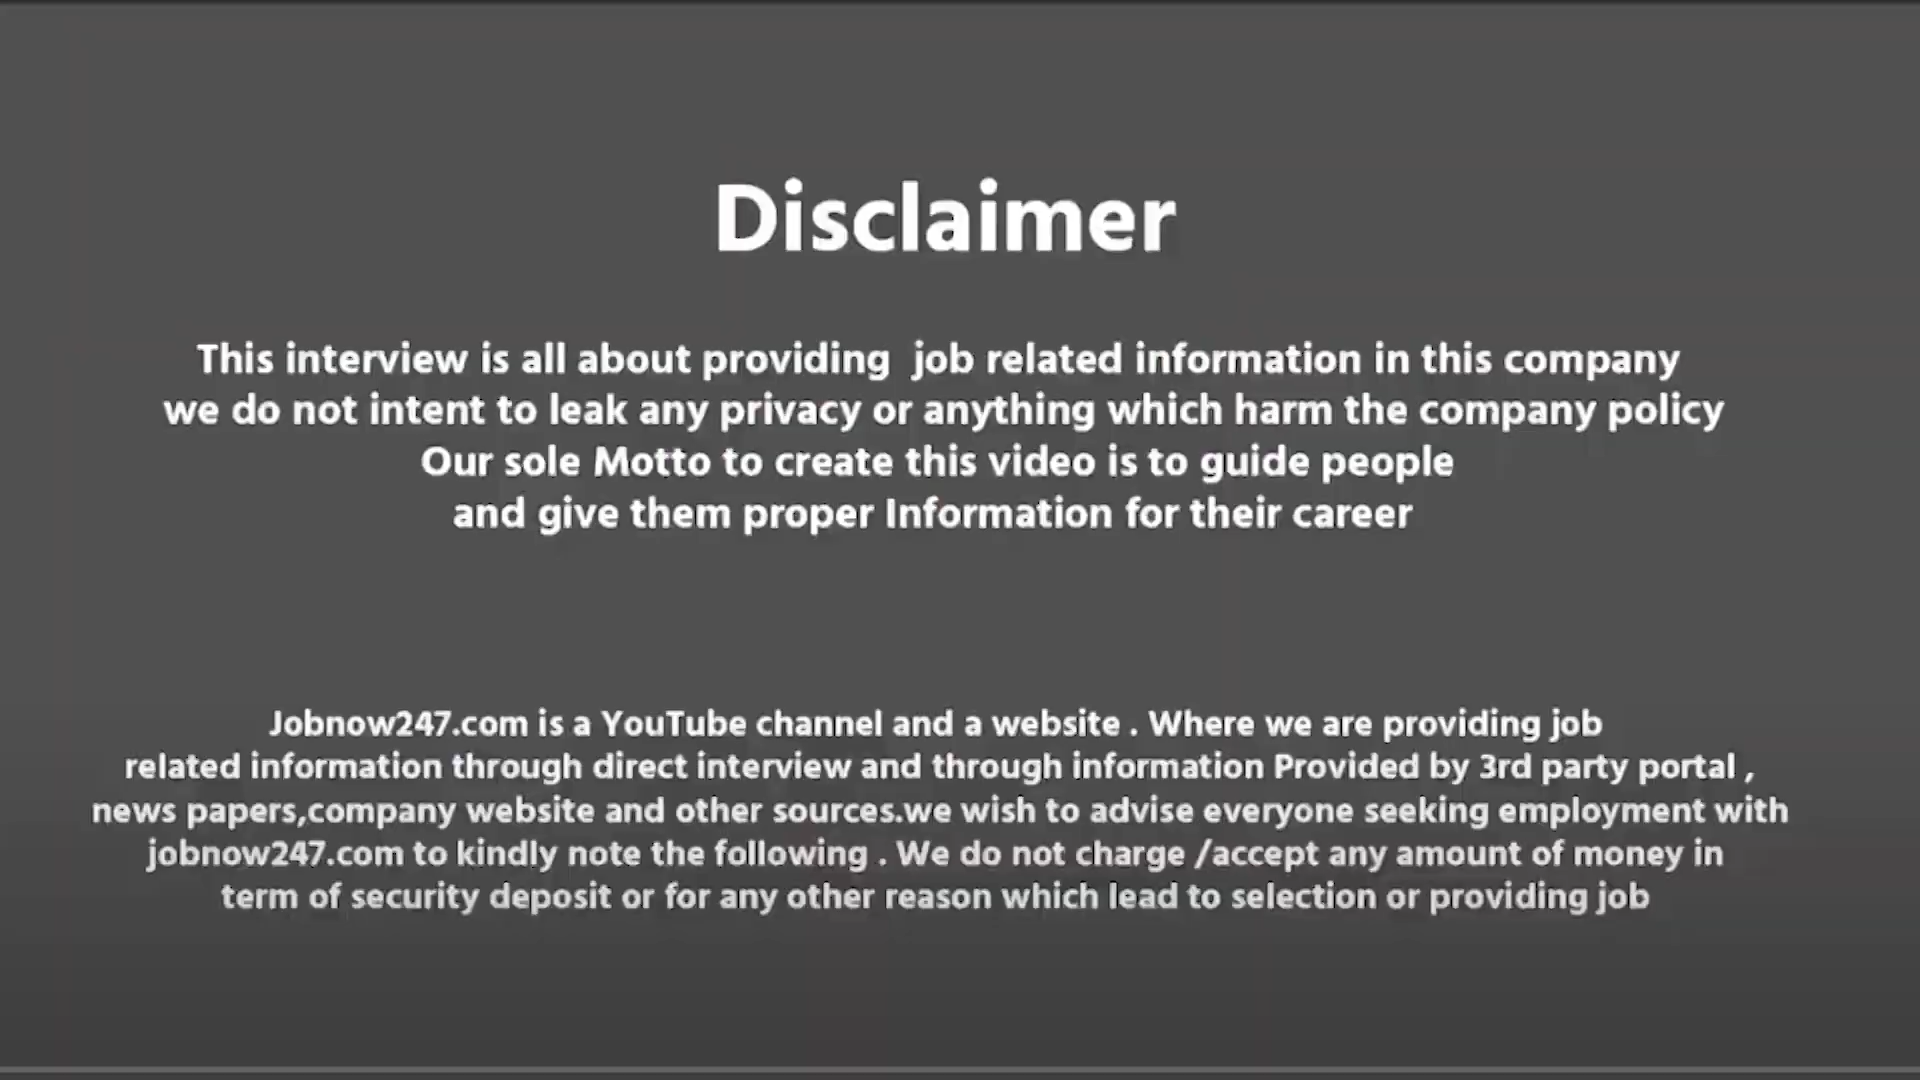 Disclaimer
This interview is all about providing  job related information in this company
we do not intent to leak any privacy or anything which harm the company policy
Our sole Motto to create this video is to guide people
and give them proper Information for their career
Jobnow247.com is a YouTube channel and a website . Where we are providing job
related information through direct interview and through information Provided by 3rd party portal ,
news papers,company website and other sources.we wish to advise everyone seeking employment with
jobnow247.com to kindly note the following . We do not charge /accept any amount of money in
term of security deposit or for any other reason which lead to selection or providing job